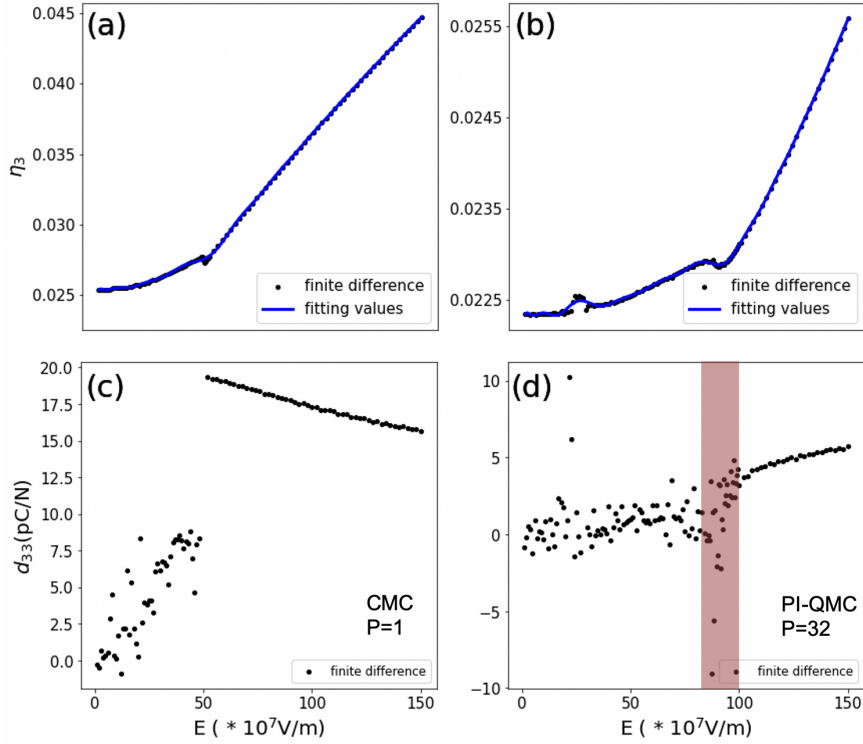 (a)
0.045
0.040
0.035
0.030
0.025
η₃
finite difference
fitting values
(b)
0.0255
0.0245
0.0235
0.0225
finite difference
fitting values
(c)
20.0
17.5
15.0
12.5
10.0
7.5
5.0
2.5
0.0
d₃₃(pC/N)
CMC
P=1
finite difference
0
50
100
150
E ( * 10⁷V/m)
(d)
10
5
0
−5
−10
PI-QMC
P=32
finite difference
0
50
100
150
E ( * 10⁷V/m)